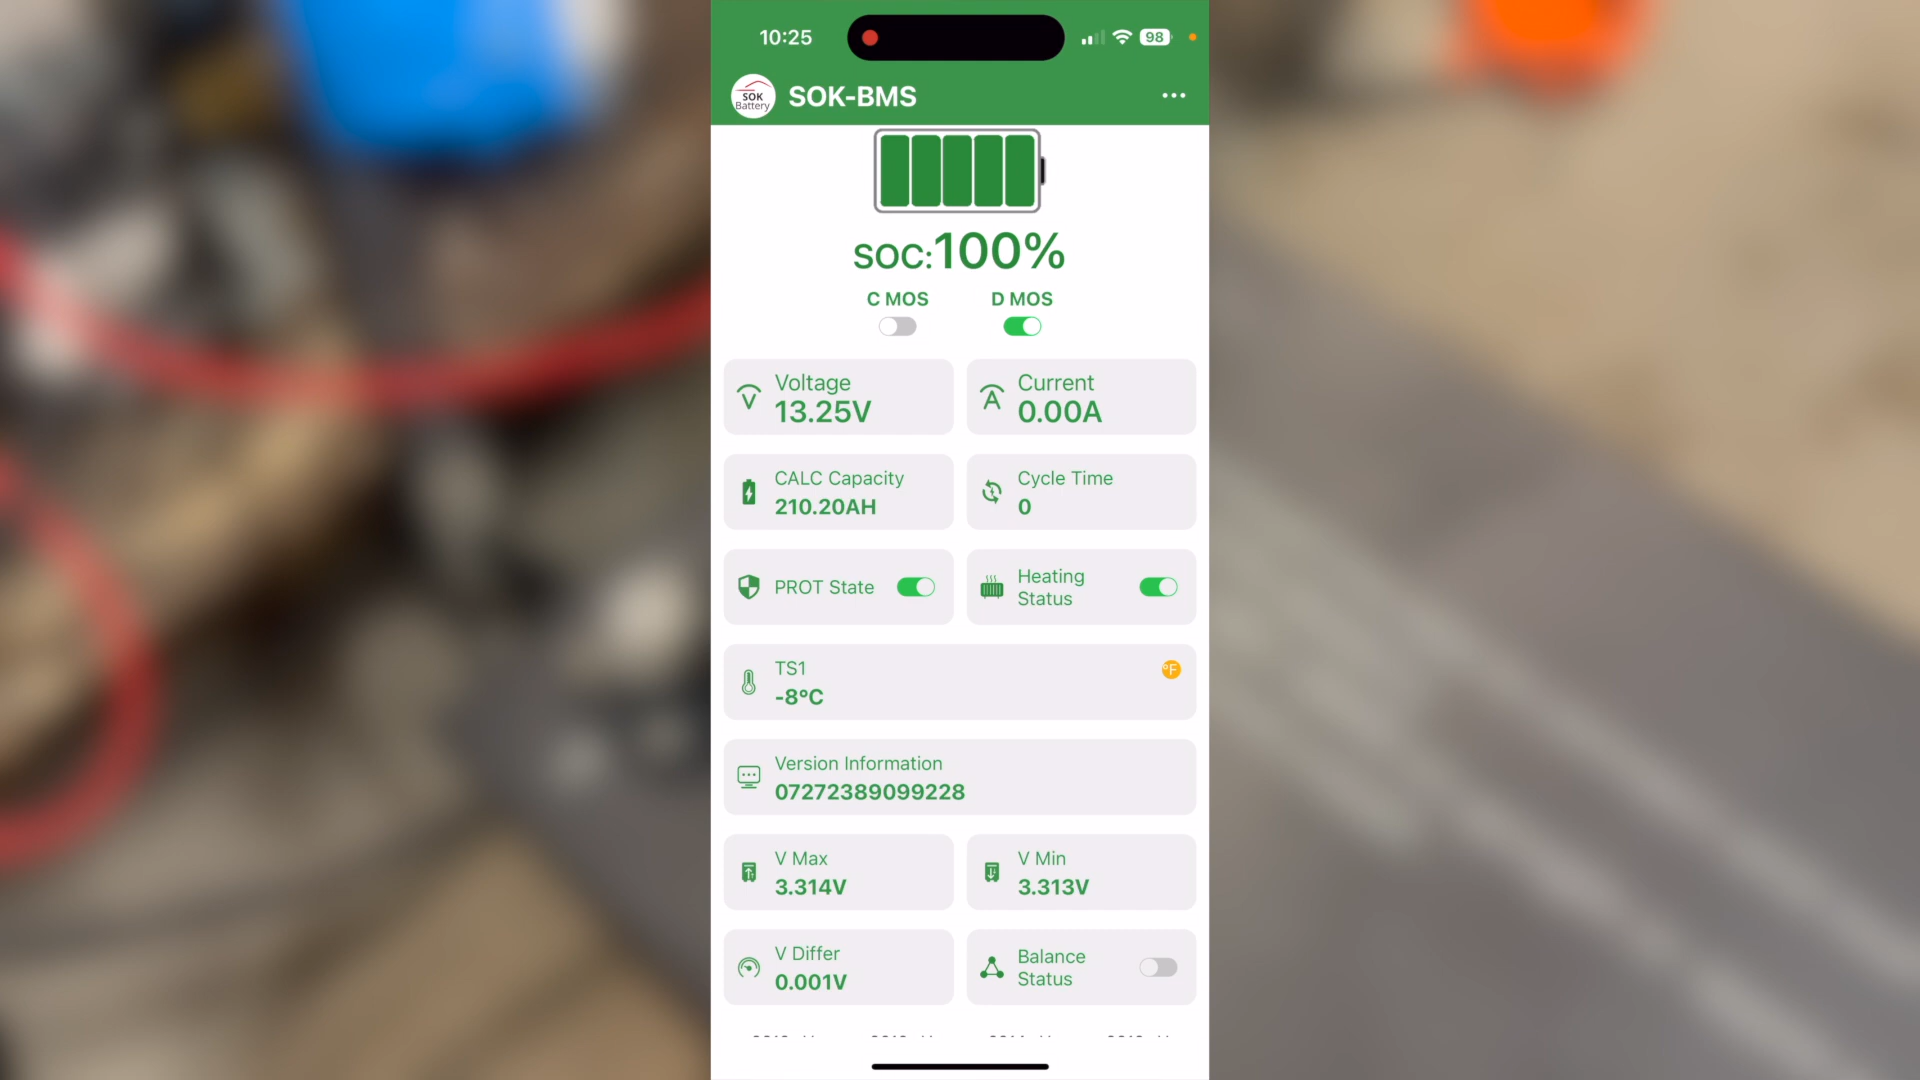 10:25
98
SOK
Battery
SOK-BMS
SOC:100%
C MOS
D MOS
Voltage
13.25V
Current
0.00A
CALC Capacity
210.20AH
Cycle Time
0
PROT State
Heating
Status
TS1
-8°C
°F
Version Information
07272389099228
V Max
3.314V
V Min
3.313V
V Differ
0.001V
Balance
Status